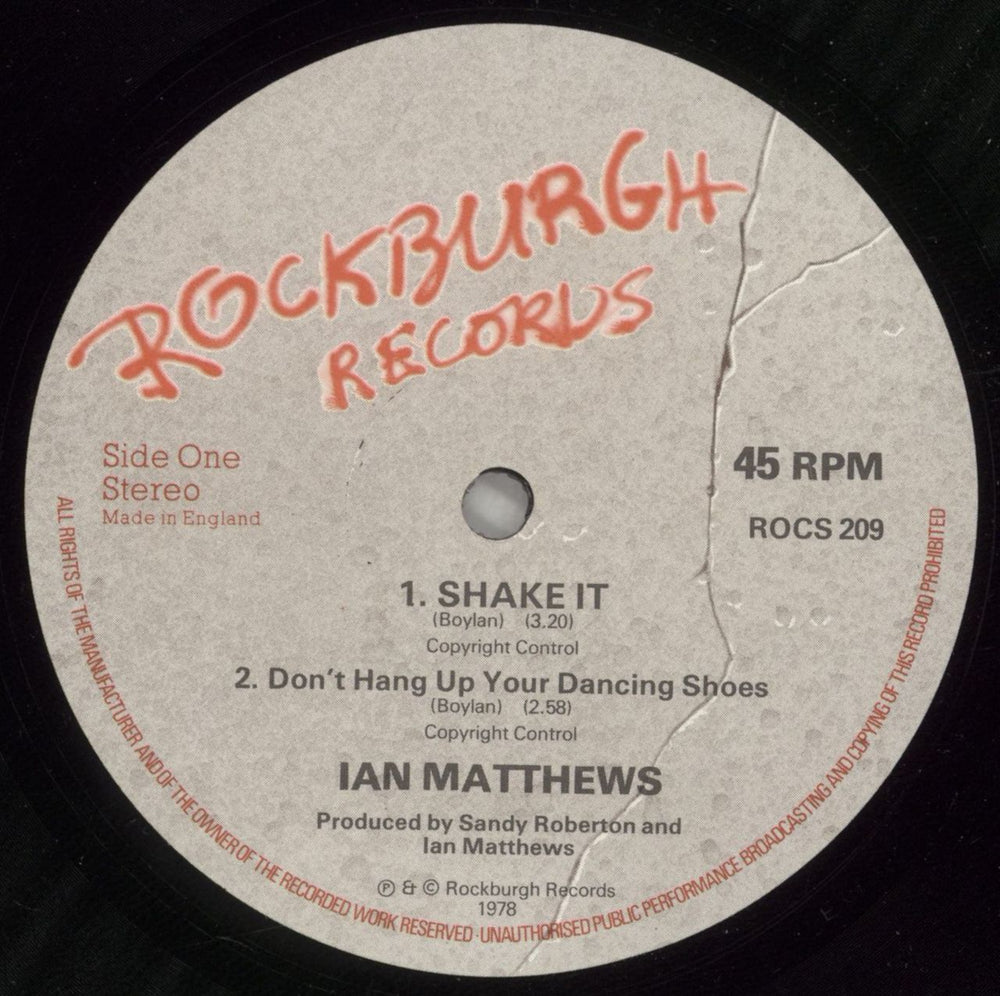 ROCKBURGH
RECORDS
Side One
Stereo
Made in England
45 RPM
ROCS 209
1. SHAKE IT
(Boylan) (3.20)
Copyright Control
2. Don't Hang Up Your Dancing Shoes
(Boylan) (2.58)
Copyright Control
IAN MATTHEWS
Produced by Sandy Roberton and
Ian Matthews
℗ & © Rockburgh Records
1978
ALL RIGHTS OF THE MANUFACTURER AND OF THE OWNER OF THE RECORDED WORK RESERVED · UNAUTHORISED PUBLIC PERFORMANCE BROADCASTING AND COPYING OF THIS RECORD PROHIBITED